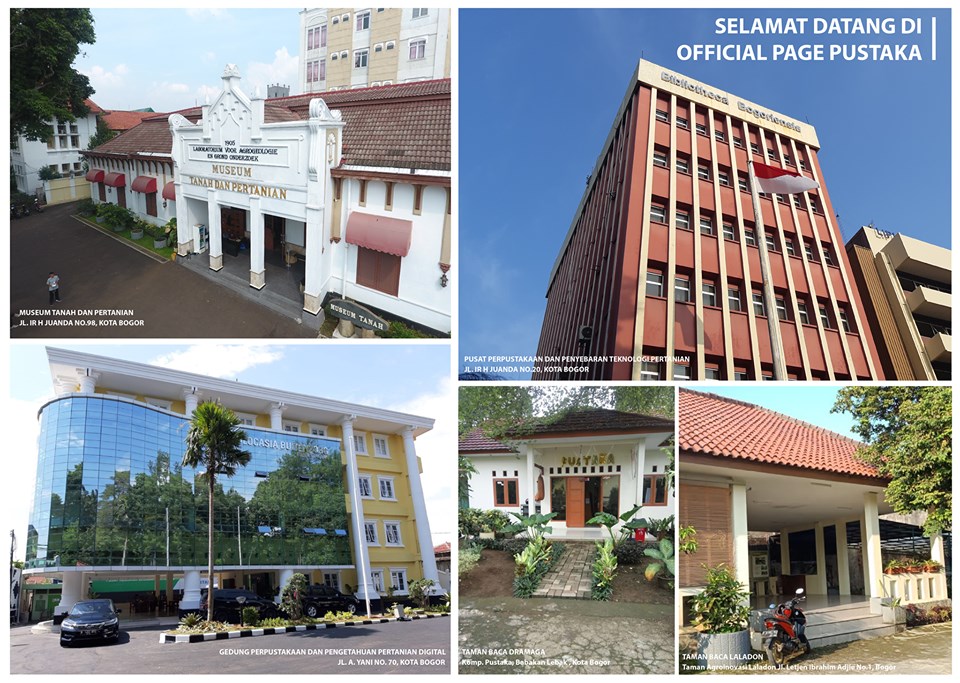 SELAMAT DATANG DI
OFFICIAL PAGE PUSTAKA
1905
LABORATORIUM VOOR AGROGEOLOGIE
EN GROND ONDERZOEK
MUSEUM
TANAH DAN PERTANIAN
MUSEUM TANAH
MUSEUM TANAH DAN PERTANIAN
JL. IR H JUANDA NO.98, KOTA BOGOR
Bibliotheca Bogoriensis
PUSAT PERPUSTAKAAN DAN PENYEBARAN TEKNOLOGI PERTANIAN
JL. IR H JUANDA NO.20, KOTA BOGOR
GEDUNG PERPUSTAKAAN DAN PENGETAHUAN PERTANIAN DIGITAL
JL. A. YANI NO. 70, KOTA BOGOR
PUSTAKA
TAMAN BACA DRAMAGA
Komp. Pustaka, Babakan Lebak, Kota Bogor
TAMAN BACA LALADON
Taman Agroinovasi Laladon Jl. Letjen Ibrahim Adjie No.1, Bogor